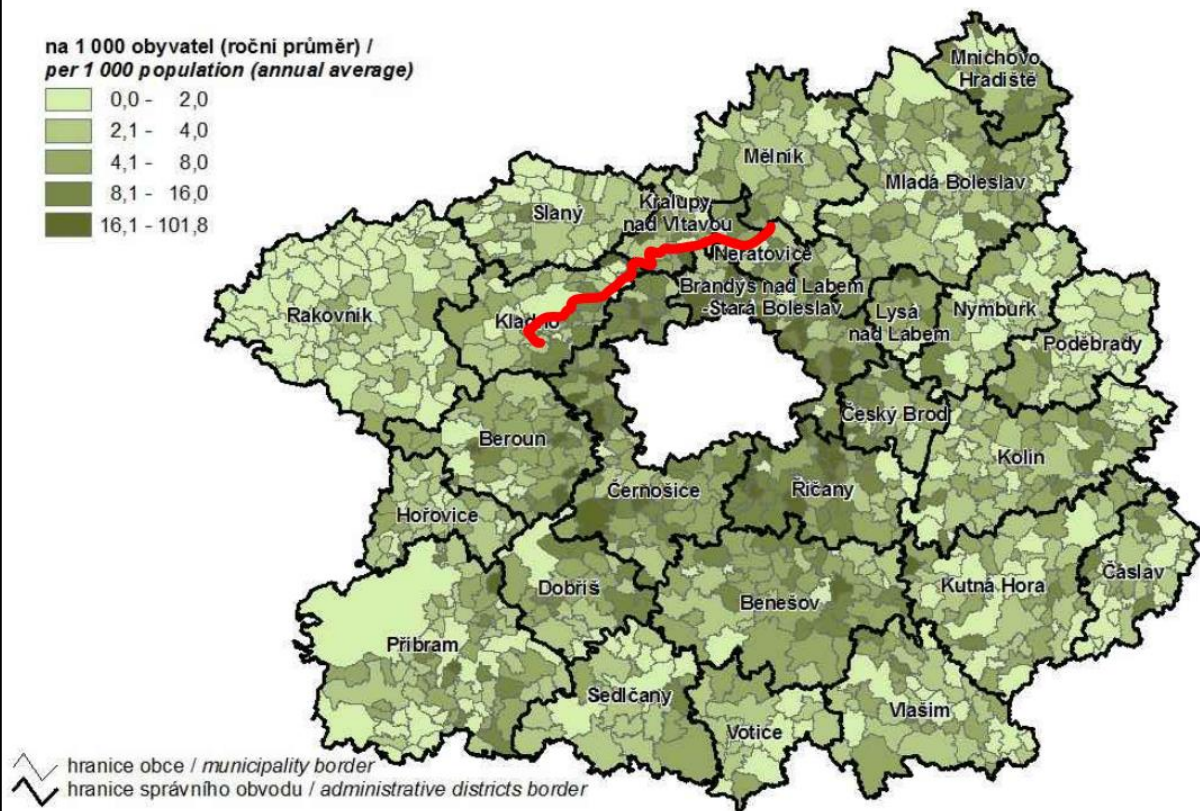 na 1 000 obyvatel (roční průměr) /
per 1 000 population (annual average)
0,0 - 2,0
2,1 - 4,0
4,1 - 8,0
8,1 - 16,0
16,1 - 101,8
Mnichovo
Hradiště
Mělník
Mladá Boleslav
Slaný
Kralupy
nad Vltavou
Neratovice
Brandýs nad Labem
-Stará Boleslav
Rakovník
Kladno
Lysá
nad Labem
Nymburk
Poděbrady
Český Brod
Beroun
Kolín
Černošice
Říčany
Hořovice
Dobříš
Benešov
Kutná Hora
Čáslav
Příbram
Sedlčany
Votice
Vlašim
hranice obce / municipality border
hranice správního obvodu / administrative districts border